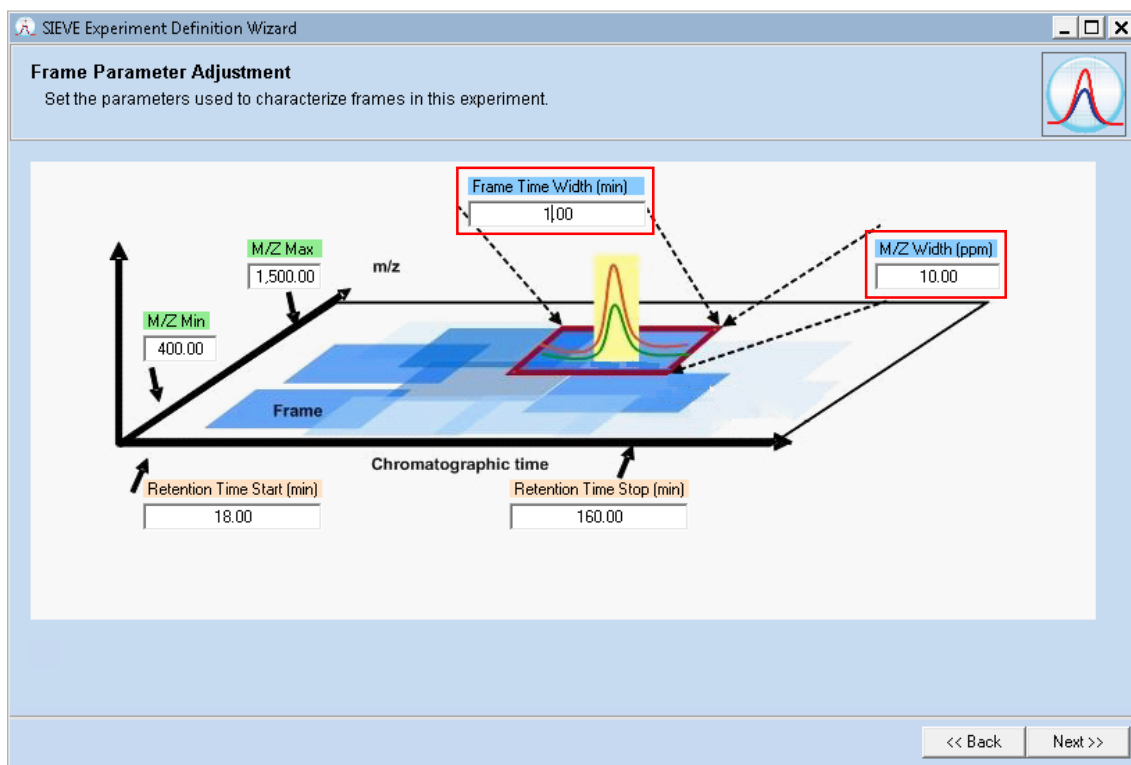 SIEVE Experiment Definition Wizard
Frame Parameter Adjustment
Set the parameters used to characterize frames in this experiment.
Frame Time Width (min)
1.00
M/Z Max
1,500.00
m/z
M/Z Width (ppm)
10.00
M/Z Min
400.00
Frame
Chromatographic time
Retention Time Start (min)
18.00
Retention Time Stop (min)
160.00
<< Back
Next >>